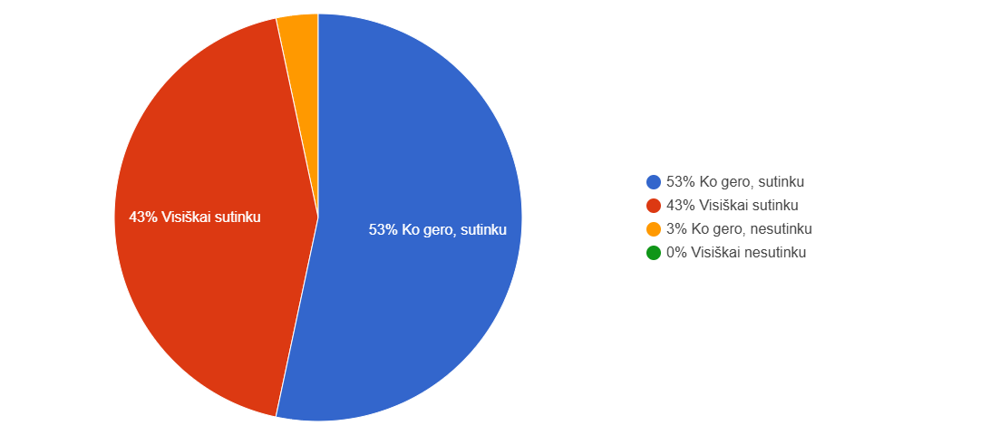 43% Visiškai sutinku
53% Ko gero, sutinku
53% Ko gero, sutinku
43% Visiškai sutinku
3% Ko gero, nesutinku
0% Visiškai nesutinku